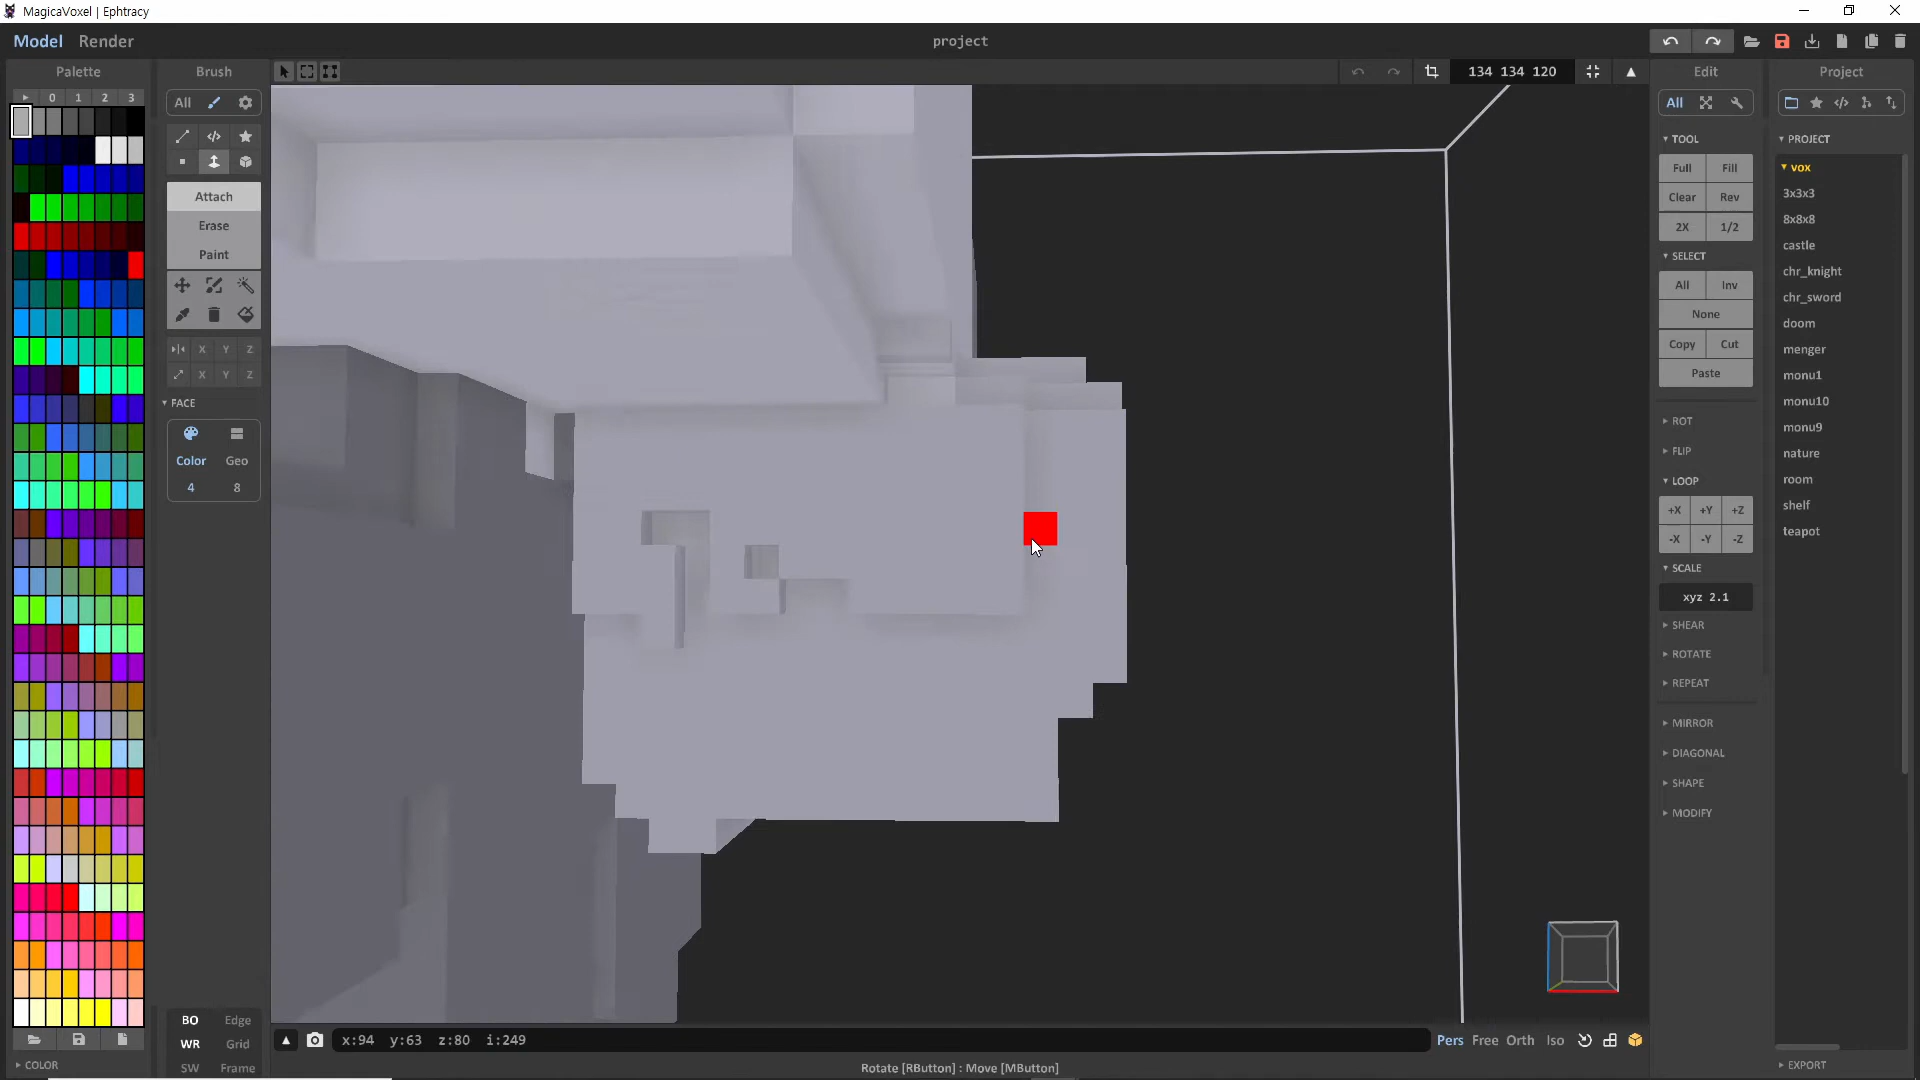 MagicaVoxel | Ephtracy
Model Render
project
Palette
Brush
134 134 120
Edit
Project
0 1 2 3
All
All
TOOL
PROJECT
Full Fill
vox
Attach
Clear Rev
3x3x3
Erase
2X 1/2
8x8x8
Paint
SELECT
castle
All Inv
chr_knight
None
chr_sword
X Y Z
Copy Cut
doom
X Y Z
Paste
menger
FACE
monu1
Color Geo
ROT
monu10
4 8
FLIP
monu9
LOOP
nature
+X +Y +Z
room
-X -Y -Z
shelf
SCALE
teapot
xyz 2.1
SHEAR
ROTATE
REPEAT
MIRROR
DIAGONAL
SHAPE
MODIFY
BO Edge
WR Grid
SW Frame
x:94 y:63 z:80 i:249
Pers Free Orth Iso
COLOR
Rotate [RButton] : Move [MButton]
EXPORT